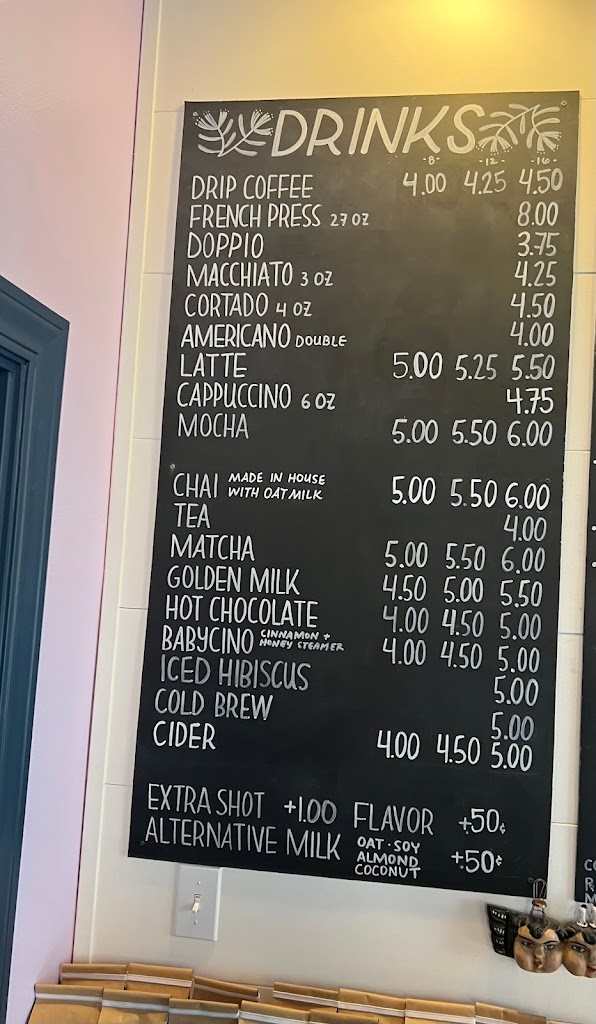 DRINKS
-8- -12- -16-
DRIP COFFEE 4.00 4.25 4.50
FRENCH PRESS 27 OZ 8.00
DOPPIO 3.75
MACCHIATO 3 OZ 4.25
CORTADO 4 OZ 4.50
AMERICANO DOUBLE 4.00
LATTE 5.00 5.25 5.50
CAPPUCCINO 6 OZ 4.75
MOCHA 5.00 5.50 6.00
CHAI MADE IN HOUSE
WITH OAT MILK 5.00 5.50 6.00
TEA 4.00
MATCHA 5.00 5.50 6.00
GOLDEN MILK 4.50 5.00 5.50
HOT CHOCOLATE 4.00 4.50 5.00
BABYCINO CINNAMON +
HONEY STEAMER 4.00 4.50 5.00
ICED HIBISCUS 5.00
COLD BREW 5.00
CIDER 4.00 4.50 5.00
EXTRA SHOT +1.00 FLAVOR +.50¢
ALTERNATIVE MILK OAT · SOY
ALMOND
COCONUT +.50¢